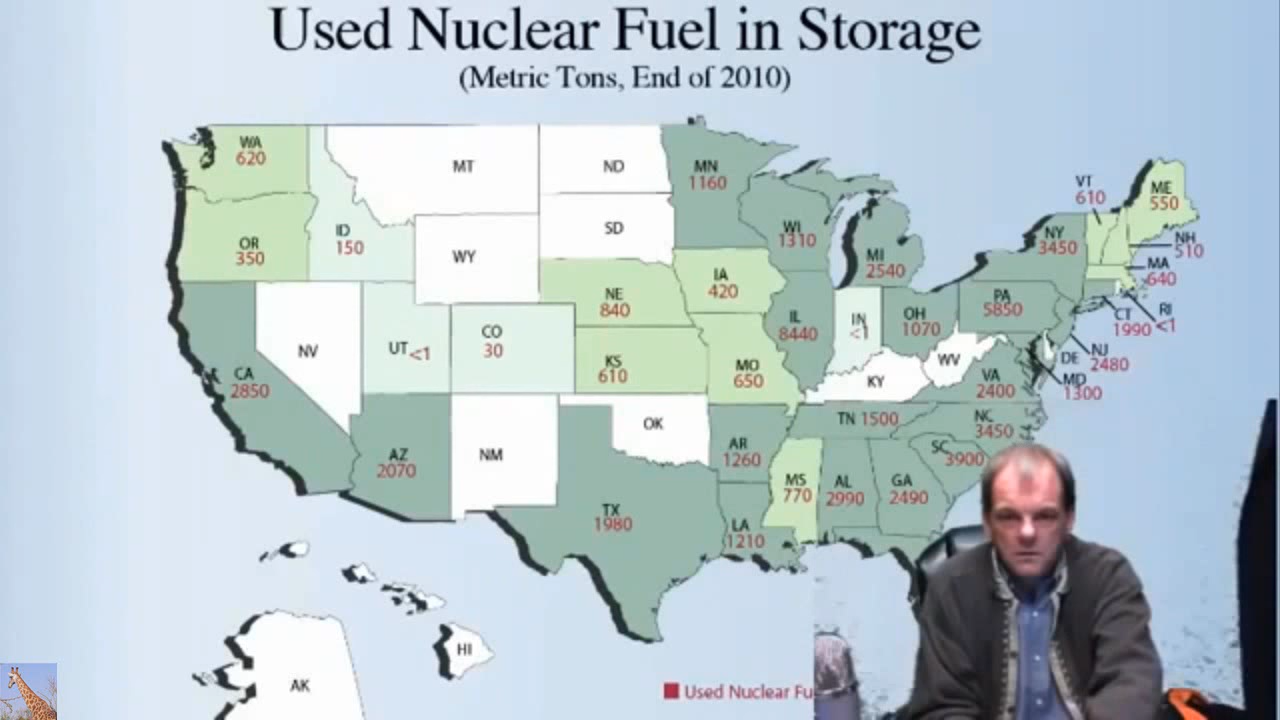 Used Nuclear Fuel in Storage
(Metric Tons, End of 2010)
WA
620
MT
ND
MN
1160
VT
610
ME
550
OR
350
ID
150
SD
WI
1310
NY
3450
NH
510
WY
MI
2540
MA
640
IA
420
NE
840
PA
5850
CT
1990
RI
<1
IL
8440
IN
<1
OH
1070
NV
UT <1
CO
30
KS
610
MO
650
WV
DE
NJ
2480
MD
1300
CA
2850
KY
VA
2400
TN 1500
NC
3450
OK
AZ
2070
NM
AR
1260
SC
3900
MS
770
AL
2990
GA
2490
TX
1980
LA
1210
HI
AK
Used Nuclear